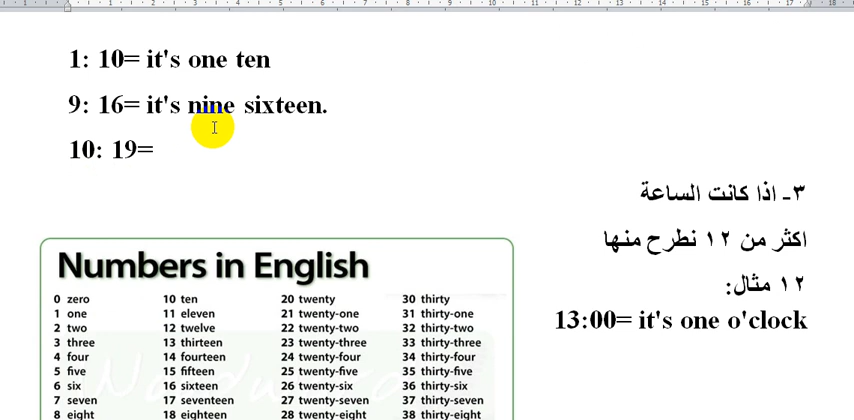 1: 10= it's one ten
9: 16= it's nine sixteen.
10: 19=
٣- اذا كانت الساعة
اكثر من ١٢ نطرح منها
١٢ مثال:
13:00= it's one o'clock
Numbers in English
0 zero 10 ten 20 twenty 30 thirty
1 one 11 eleven 21 twenty-one 31 thirty-one
2 two 12 twelve 22 twenty-two 32 thirty-two
3 three 13 thirteen 23 twenty-three 33 thirty-three
4 four 14 fourteen 24 twenty-four 34 thirty-four
5 five 15 fifteen 25 twenty-five 35 thirty-five
6 six 16 sixteen 26 twenty-six 36 thirty-six
7 seven 17 seventeen 27 twenty-seven 37 thirty-seven
8 eight 18 eighteen 28 twenty-eight 38 thirty-eight